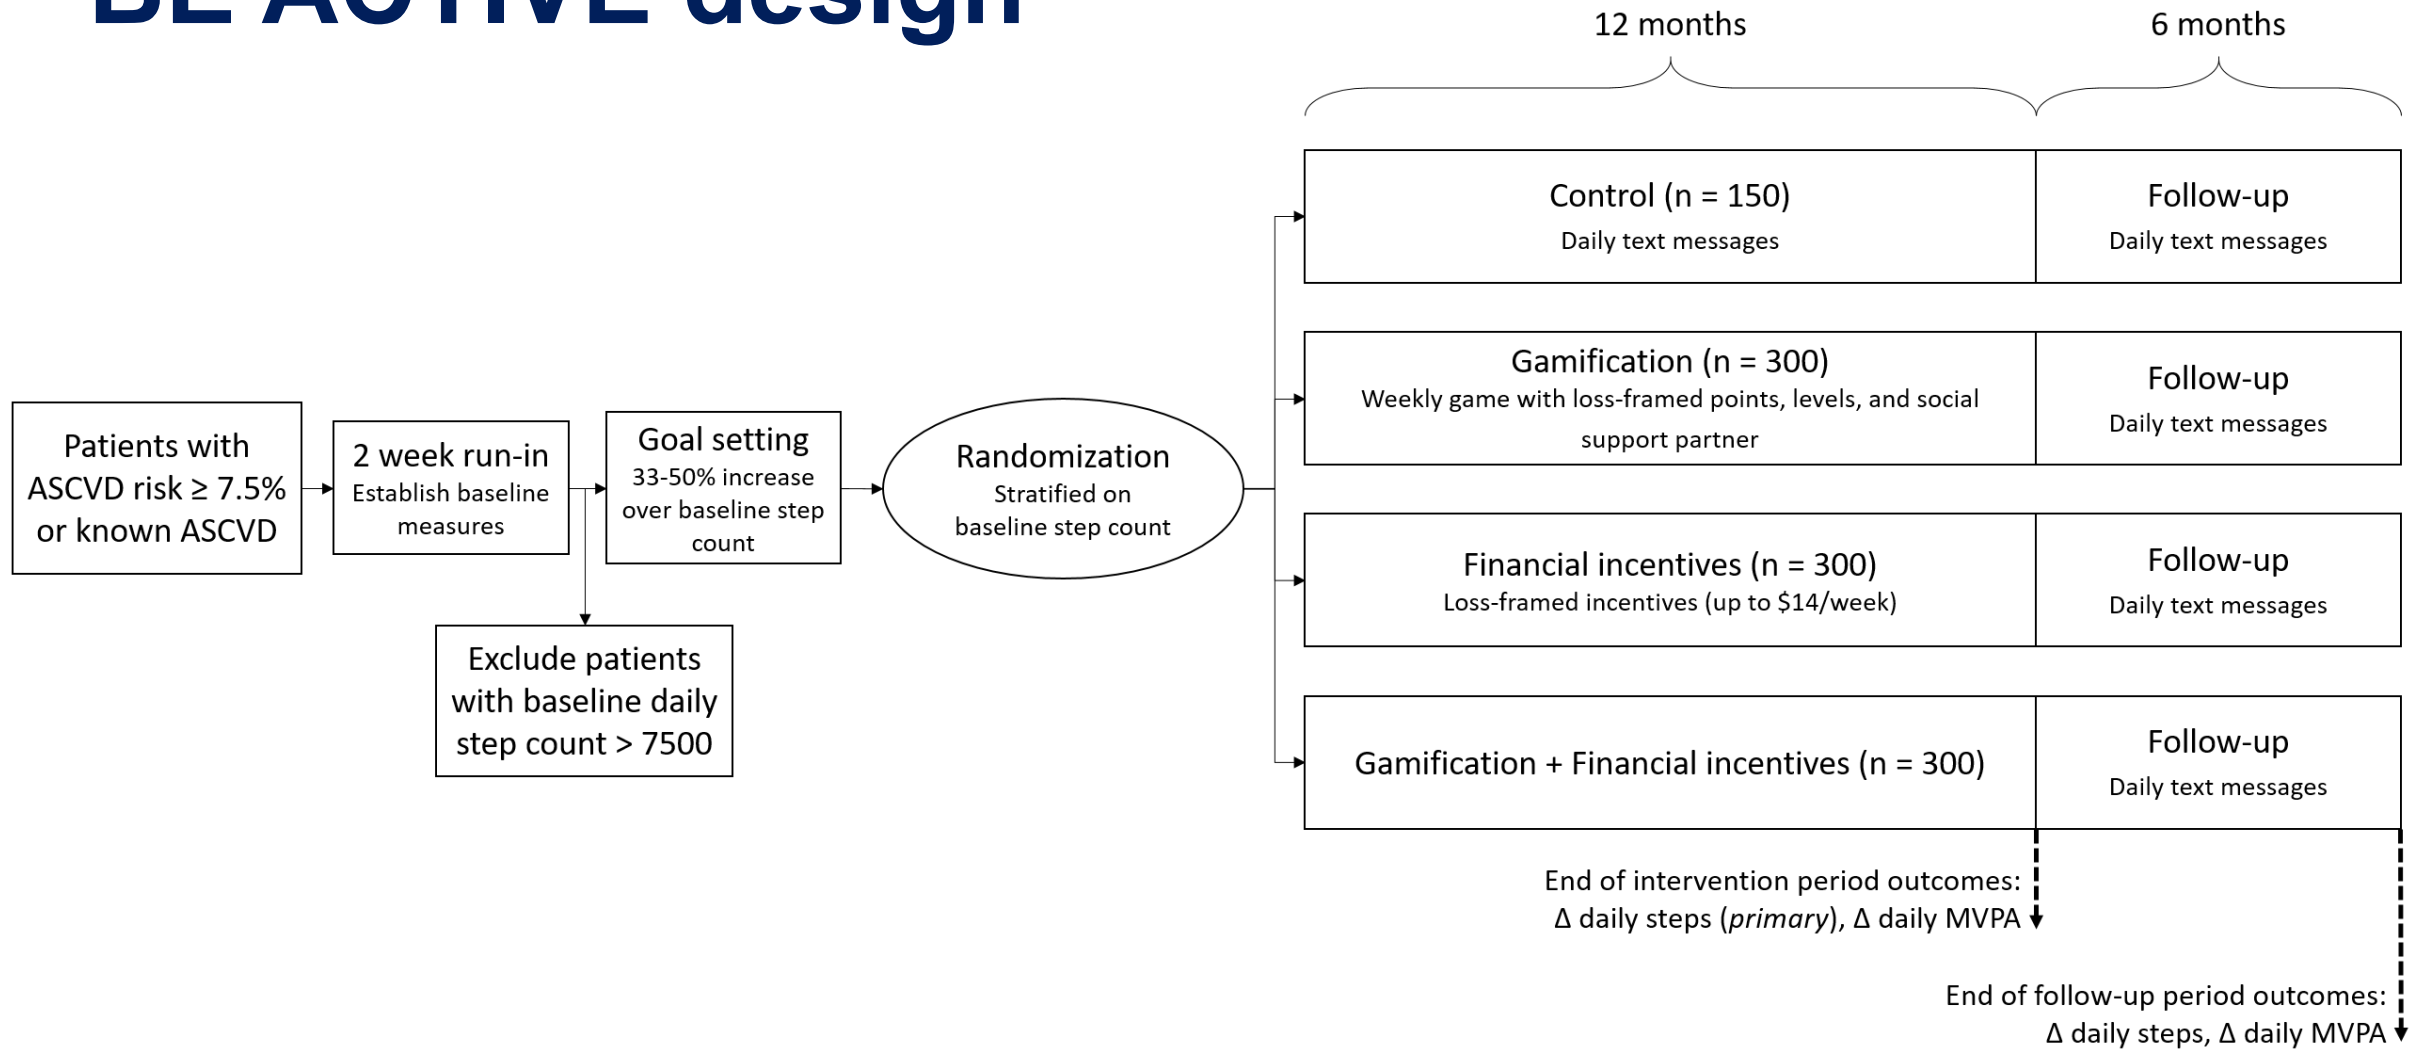 BE ACTIVE design
12 months
6 months
Patients with
ASCVD risk ≥ 7.5%
or known ASCVD
2 week run-in
Establish baseline
measures
Goal setting
33-50% increase
over baseline step
count
Exclude patients
with baseline daily
step count > 7500
Randomization
Stratified on
baseline step count
Control (n = 150)
Daily text messages
Follow-up
Daily text messages
Gamification (n = 300)
Weekly game with loss-framed points, levels, and social
support partner
Follow-up
Daily text messages
Financial incentives (n = 300)
Loss-framed incentives (up to $14/week)
Follow-up
Daily text messages
Gamification + Financial incentives (n = 300)
Follow-up
Daily text messages
End of intervention period outcomes:
Δ daily steps (primary), Δ daily MVPA
End of follow-up period outcomes:
Δ daily steps, Δ daily MVPA